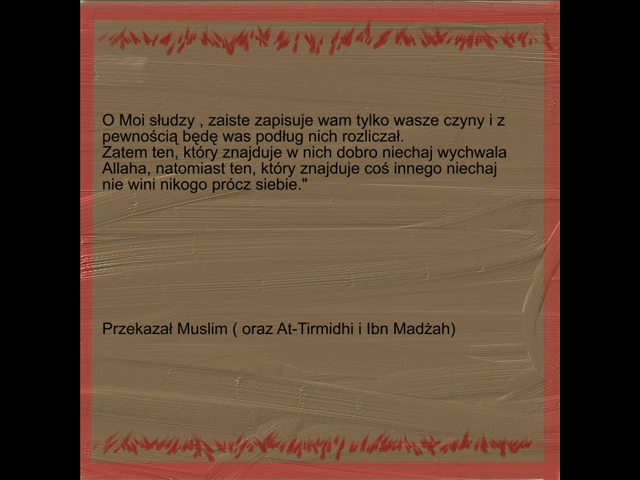 O Moi słudzy , zaiste zapisuje wam tylko wasze czyny i z
pewnością będę was podług nich rozliczał.
Zatem ten, który znajduje w nich dobro niechaj wychwala
Allaha, natomiast ten, który znajduje coś innego niechaj
nie wini nikogo prócz siebie."
Przekazał Muslim ( oraz At-Tirmidhi i Ibn Madżah)